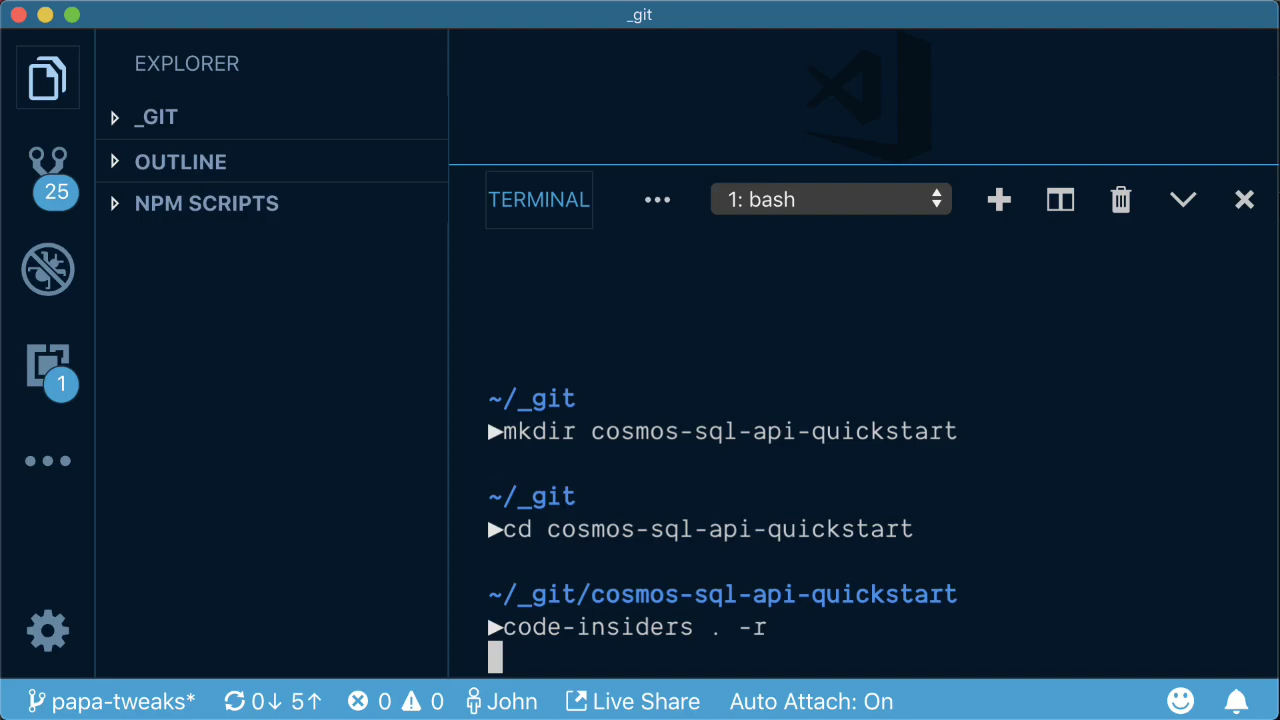 _git
EXPLORER
_GIT
OUTLINE
NPM SCRIPTS
25
1
TERMINAL
1: bash
~/_git
mkdir cosmos-sql-api-quickstart
~/_git
cd cosmos-sql-api-quickstart
~/_git/cosmos-sql-api-quickstart
code-insiders . -r
papa-tweaks* 0↓ 5↑ 0 0 John Live Share Auto Attach: On